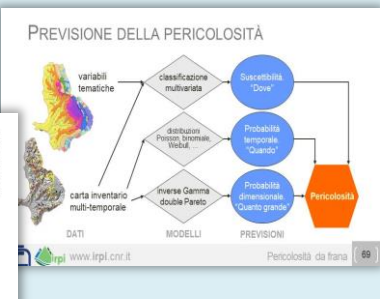 PREVISIONE DELLA PERICOLOSITÀ
variabili
tematiche
classificazione
multivariata
Suscettibilità.
"Dove"
distribuzioni
Poisson, binomiale,
Weibull, ...
Probabilità
temporale.
"Quando"
carta inventario
multi-temporale
inverse Gamma
double Pareto
Probabilità
dimensionale.
"Quanto grande"
Pericolosità
DATI
MODELLI
PREVISIONI
irpi
www.irpi.cnr.it
Pericolosità da frana
69